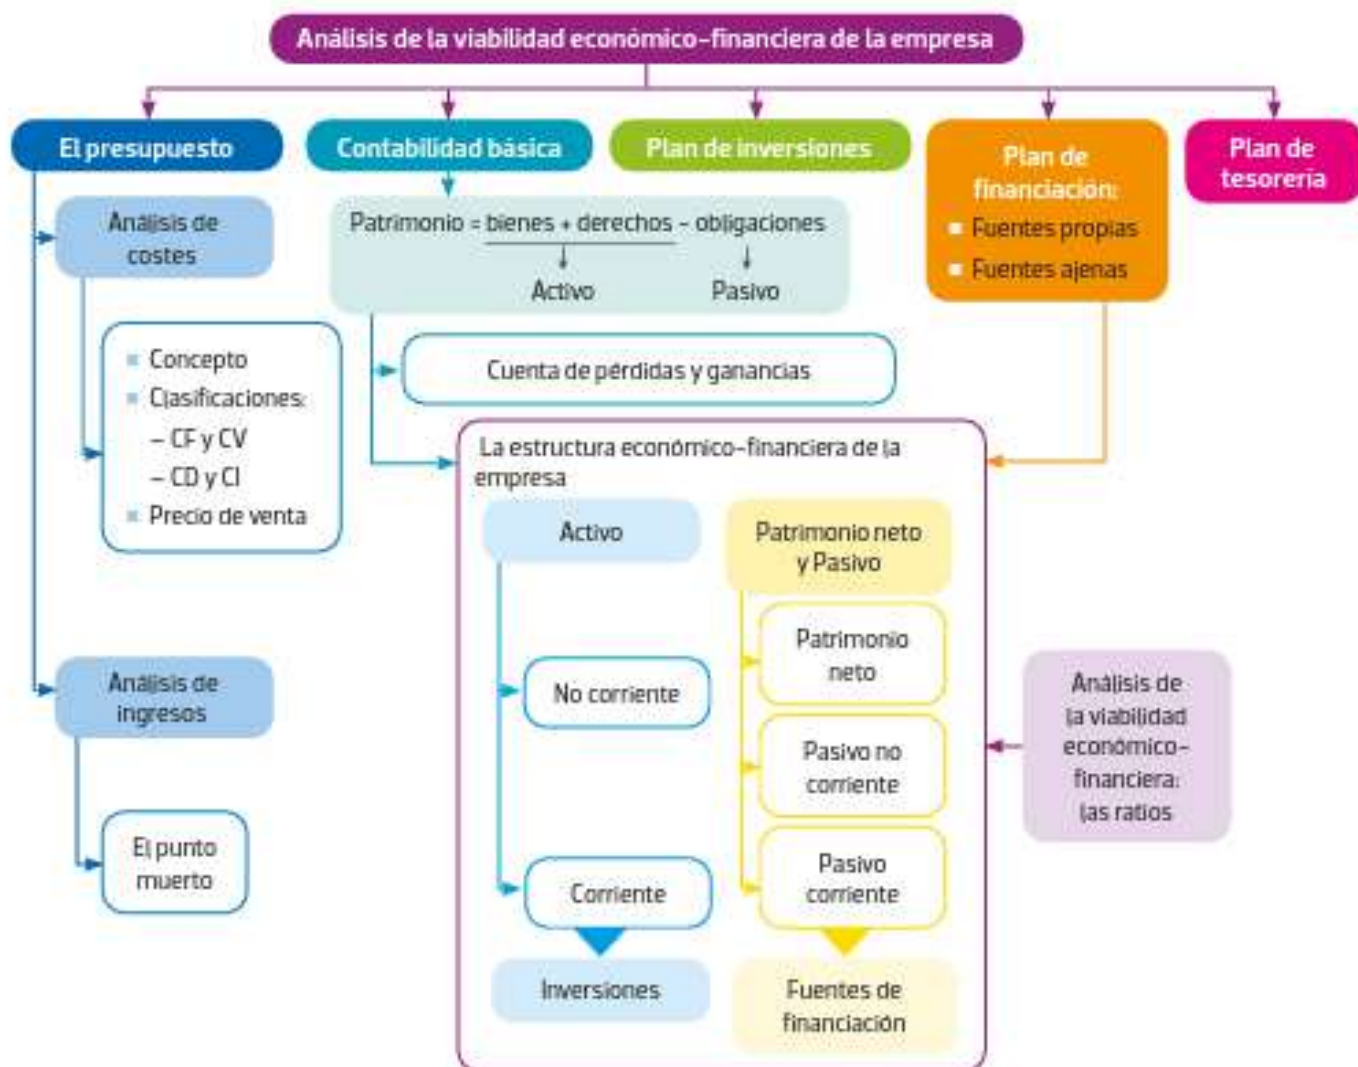 Análisis de la viabilidad económico-financiera de la empresa
El presupuesto
Contabilidad básica
Plan de inversiones
Plan de
financiación:
▪ Fuentes propias
▪ Fuentes ajenas
Plan de
tesorería
Análisis de
costes
▪ Concepto
▪ Clasificaciones:
– CF y CV
– CD y CI
▪ Precio de venta
Análisis de
ingresos
El punto
muerto
Patrimonio = bienes + derechos – obligaciones
Activo
Pasivo
Cuenta de pérdidas y ganancias
La estructura económico-financiera de la
empresa
Activo
No corriente
Corriente
Inversiones
Patrimonio neto
y Pasivo
Patrimonio
neto
Pasivo no
corriente
Pasivo
corriente
Fuentes de
financiación
Análisis de
la viabilidad
económico-
financiera:
las ratios